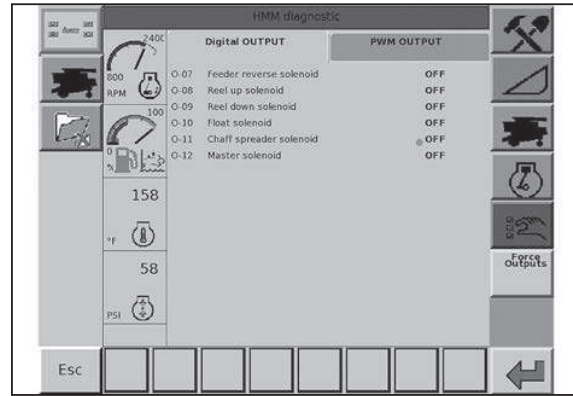 HMM diagnostic
2400
800
RPM
100
0
%
158
°F
58
PSI
Digital OUTPUT
PWM OUTPUT
O-07 Feeder reverse solenoid OFF
O-08 Reel up solenoid OFF
O-09 Reel down solenoid OFF
O-10 Float solenoid OFF
O-11 Chaff spreader solenoid OFF
O-12 Master solenoid OFF
Force
Outputs
Esc